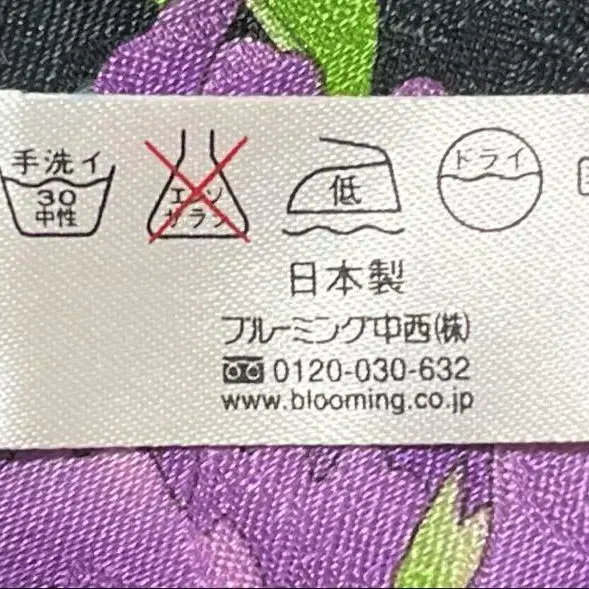 手洗イ
30
中性
エンソ
サラシ
低
ドライ
日本製
ブルーミング中西(株)
0120-030-632
www.blooming.co.jp